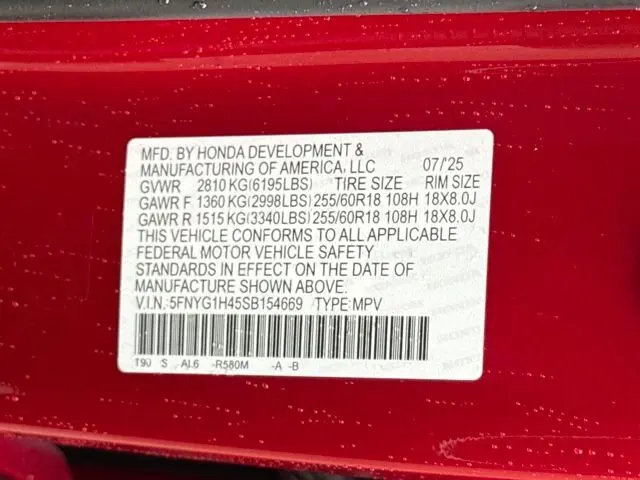 MFD. BY HONDA DEVELOPMENT &
MANUFACTURING OF AMERICA, LLC 07/'25
GVWR 2810 KG(6195LBS) TIRE SIZE RIM SIZE
GAWR F 1360 KG(2998LBS) 255/60R18 108H 18X8.0J
GAWR R 1515 KG(3340LBS) 255/60R18 108H 18X8.0J
THIS VEHICLE CONFORMS TO ALL APPLICABLE
FEDERAL MOTOR VEHICLE SAFETY
STANDARDS IN EFFECT ON THE DATE OF
MANUFACTURE SHOWN ABOVE.
V.I.N. 5FNYG1H45SB154669 TYPE MPV
T90 S AL6 -R580M -A -B